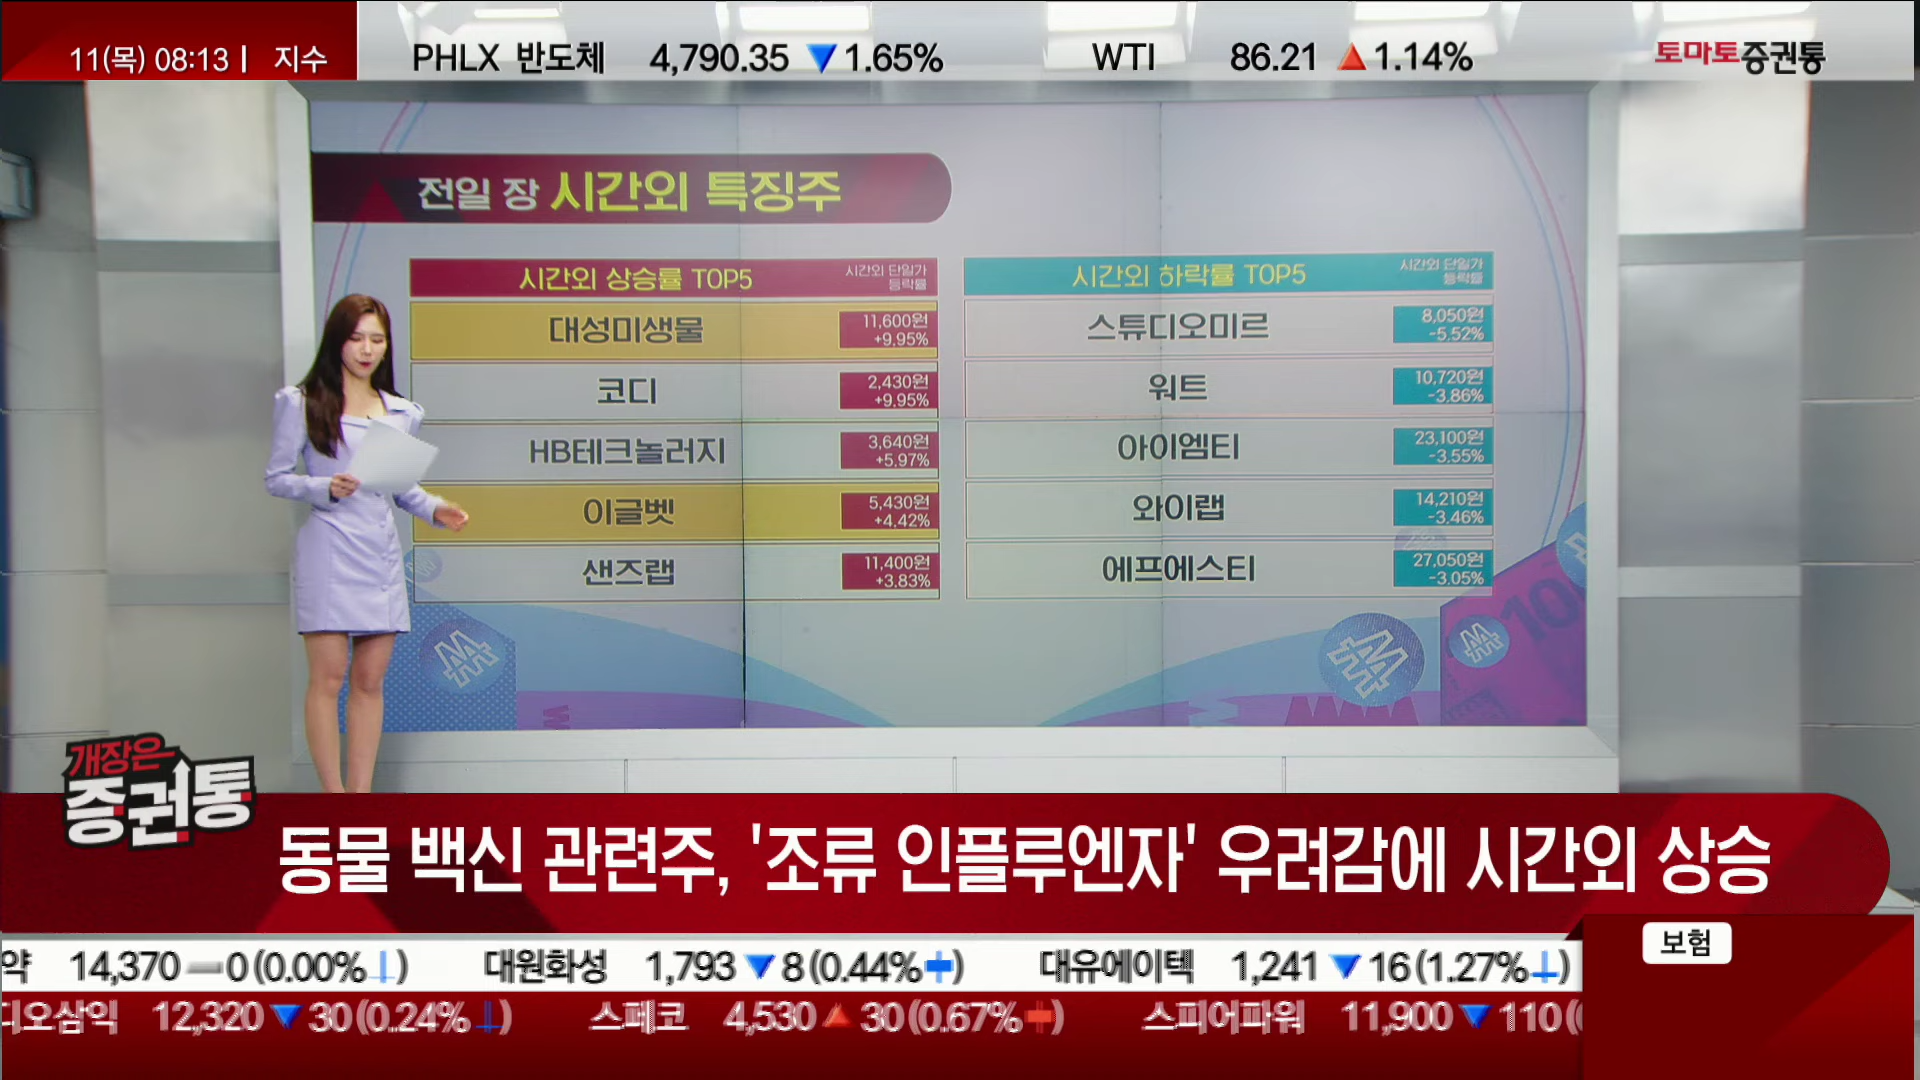 11(목) 08:13 | 지수
PHLX 반도체 4,790.35 ▼1.65% WTI 86.21 ▲1.14%
토마토증권통
전일 장 시간외 특징주
시간외 상승률 TOP5 시간외 단일가 등락률
대성미생물 11,600원 +9.95%
코디 2,430원 +9.95%
HB테크놀러지 3,640원 +5.97%
이글벳 5,430원 +4.42%
샌즈랩 11,400원 +3.83%
시간외 하락률 TOP5 시간외 단일가 등락률
스튜디오미르 8,050원 -5.52%
워트 10,720원 -3.86%
아이엠티 23,100원 -3.55%
와이랩 14,210원 -3.46%
에프에스티 27,050원 -3.05%
개장은
증권통
동물 백신 관련주, '조류 인플루엔자' 우려감에 시간외 상승
보험
약 14,370 0(0.00%↓) 대원화성 1,793▼8(0.44%✚) 대유에이텍 1,241▼16(1.27%↓)
디오삼익 12,320▼30(0.24%↓) 스페코 4,530▲30(0.67%✚) 스피어파워 11,900▼110(